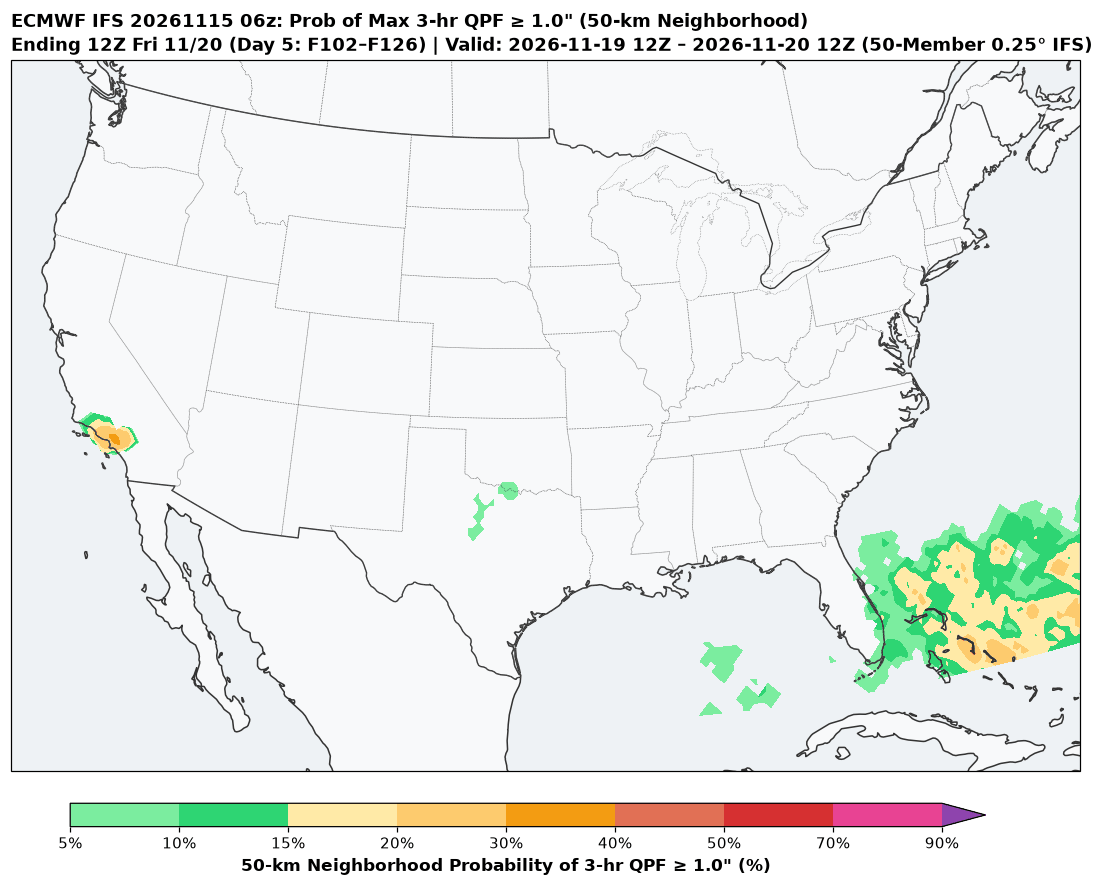 ECMWF IFS 20261115 06z: Prob of Max 3-hr QPF ≥ 1.0" (50-km Neighborhood)
Ending 12Z Fri 11/20 (Day 5: F102–F126) | Valid: 2026-11-19 12Z – 2026-11-20 12Z (50-Member 0.25° IFS)
5% 10% 15% 20% 30% 40% 50% 70% 90%
50-km Neighborhood Probability of 3-hr QPF ≥ 1.0" (%)